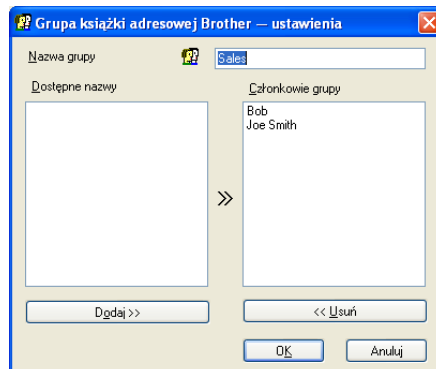 Grupa książki adresowej Brother — ustawienia
Nazwa grupy
Sales
Dostępne nazwy
Członkowie grupy
Bob
Joe Smith
»
Dodaj >>
<< Usuń
OK
Anuluj